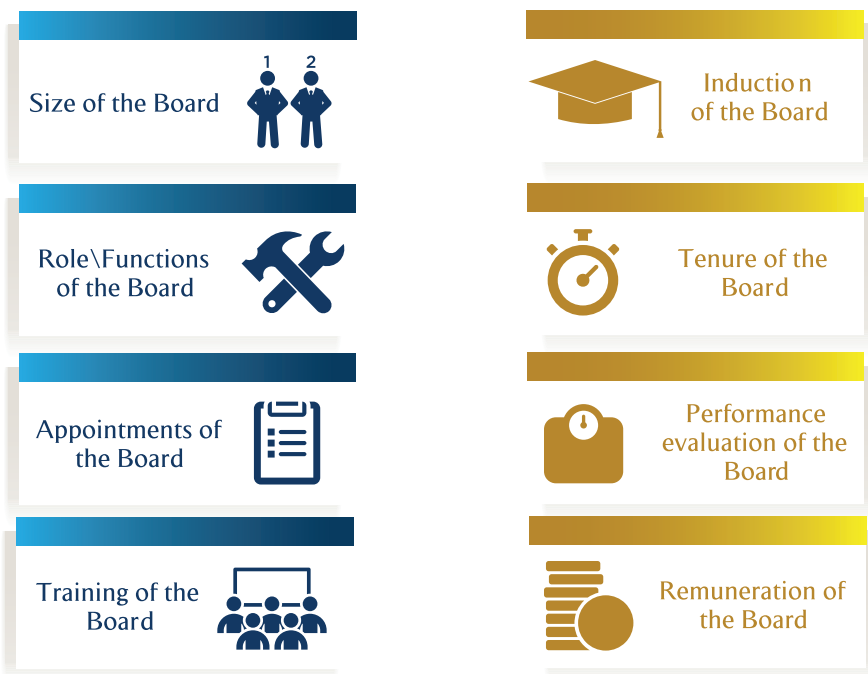 1 2
Size of the Board
Induction
of the Board
Role\Functions
of the Board
Tenure of the
Board
Appointments of
the Board
Performance
evaluation of the
Board
Training of the
Board
Remuneration of
the Board